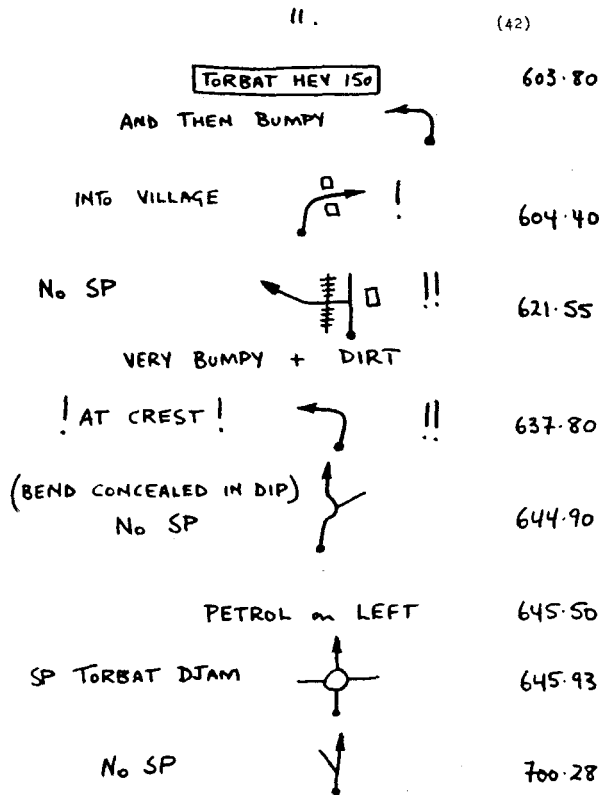 11.
(42)
TORBAT HEY 150 603.80
AND THEN BUMPY
INTO VILLAGE ! 604.40
No SP !! 621.55
VERY BUMPY + DIRT
! AT CREST ! !! 637.80
(BEND CONCEALED IN DIP)
No SP 644.90
PETROL on LEFT 645.50
SP TORBAT DJAM 645.93
No SP 700.28